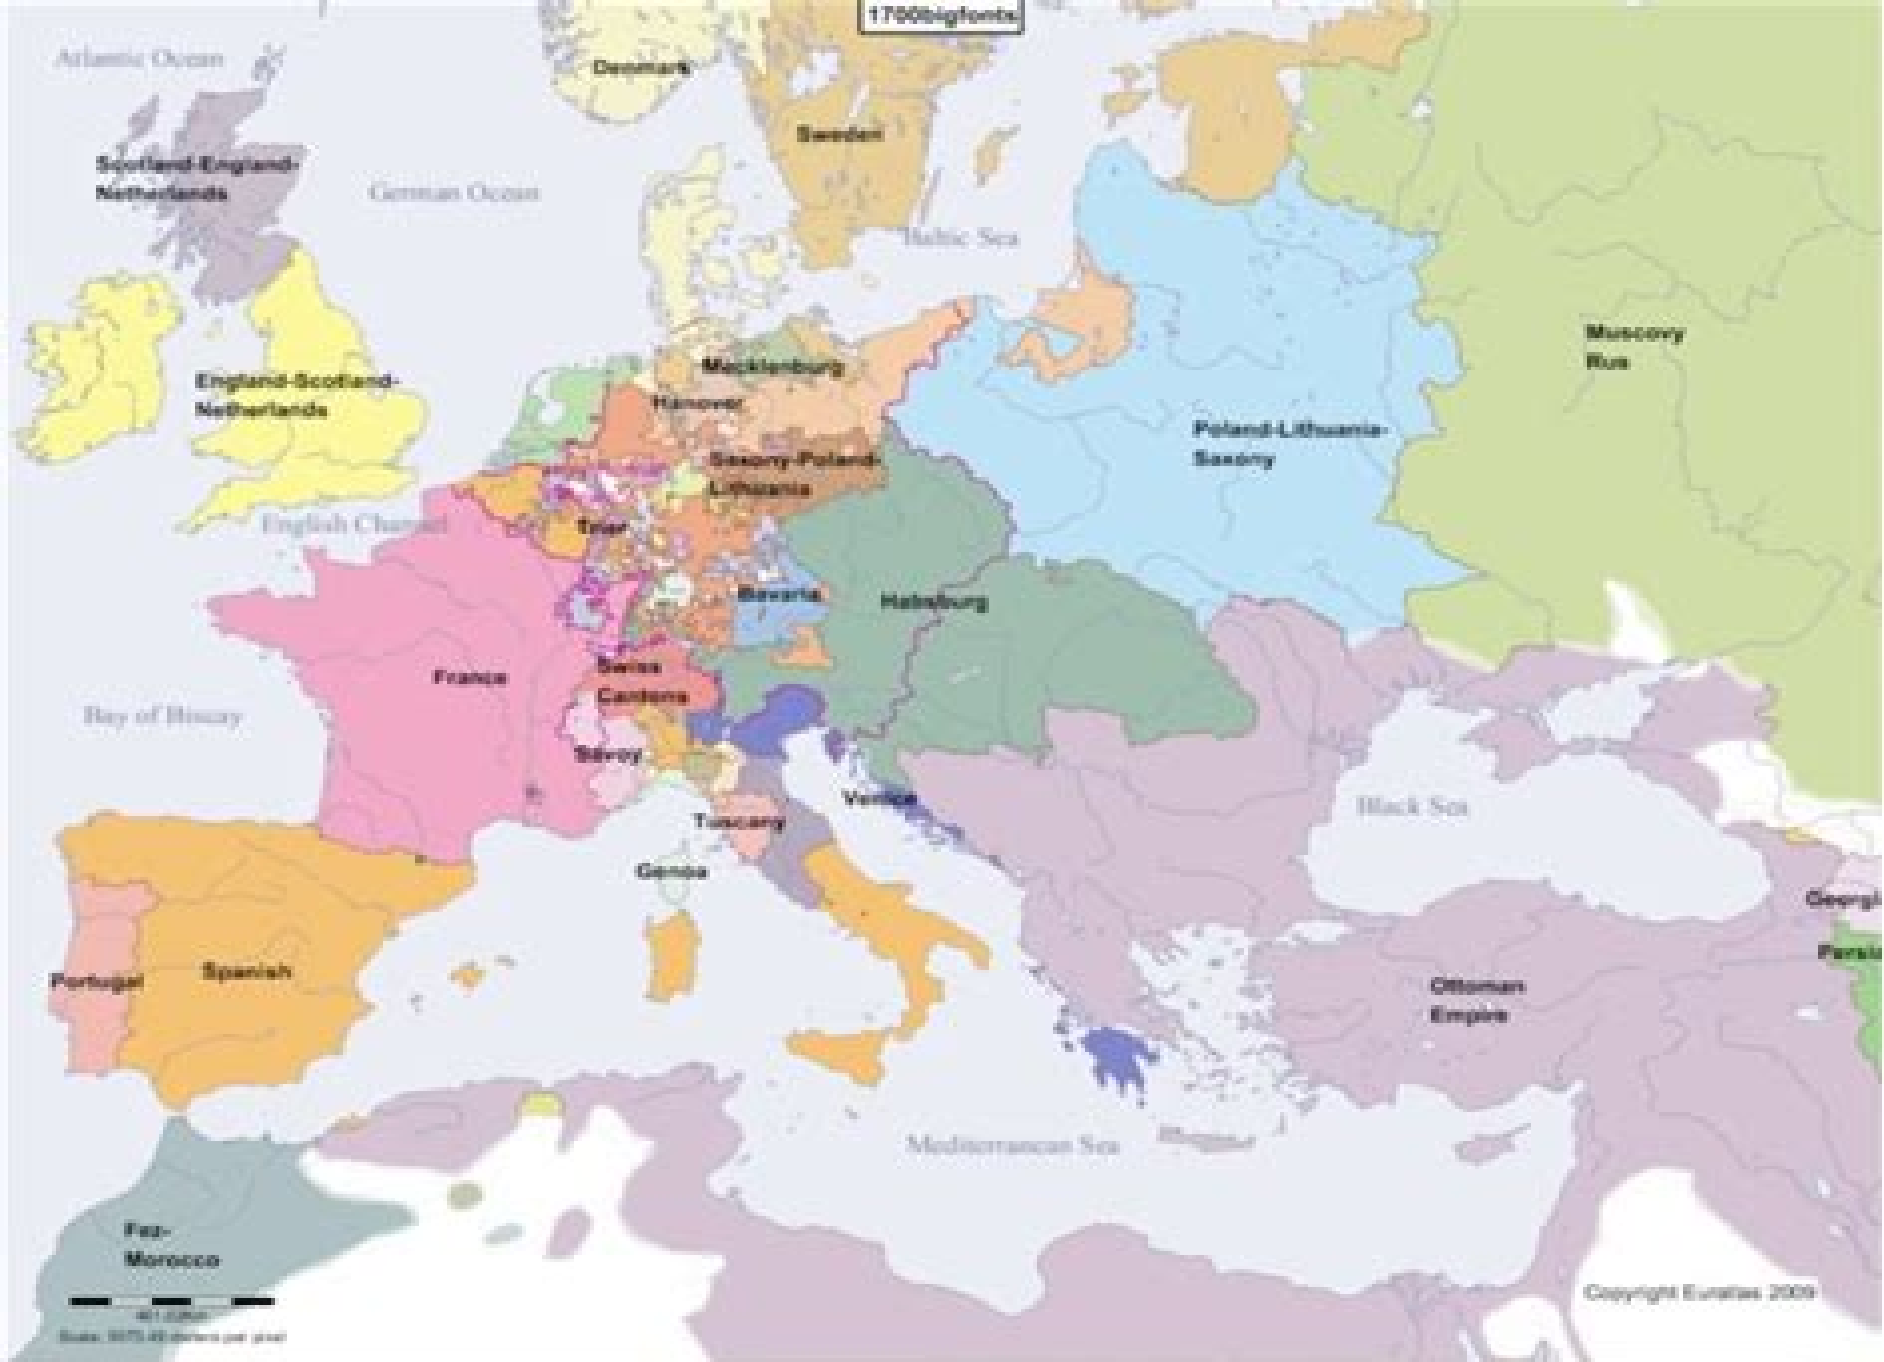 1700bigfonts
Atlantic Ocean
Denmark
Sweden
Scotland-England-
Netherlands
German Ocean
Baltic Sea
Muscovy
Rus
Mecklenburg
England-Scotland-
Netherlands
Hanover
Poland-Lithuania-
Saxony
Saxony-Poland-
Lithuania
English Channel
Trier
Bavaria
Habsburg
France
Swiss
Cantons
Bay of Biscay
Savoy
Venice
Black Sea
Tuscany
Genoa
Georgi
Persia
Portugal
Spanish
Ottoman
Empire
Mediterranean Sea
Fez-
Morocco
Copyright Euratlas 2009